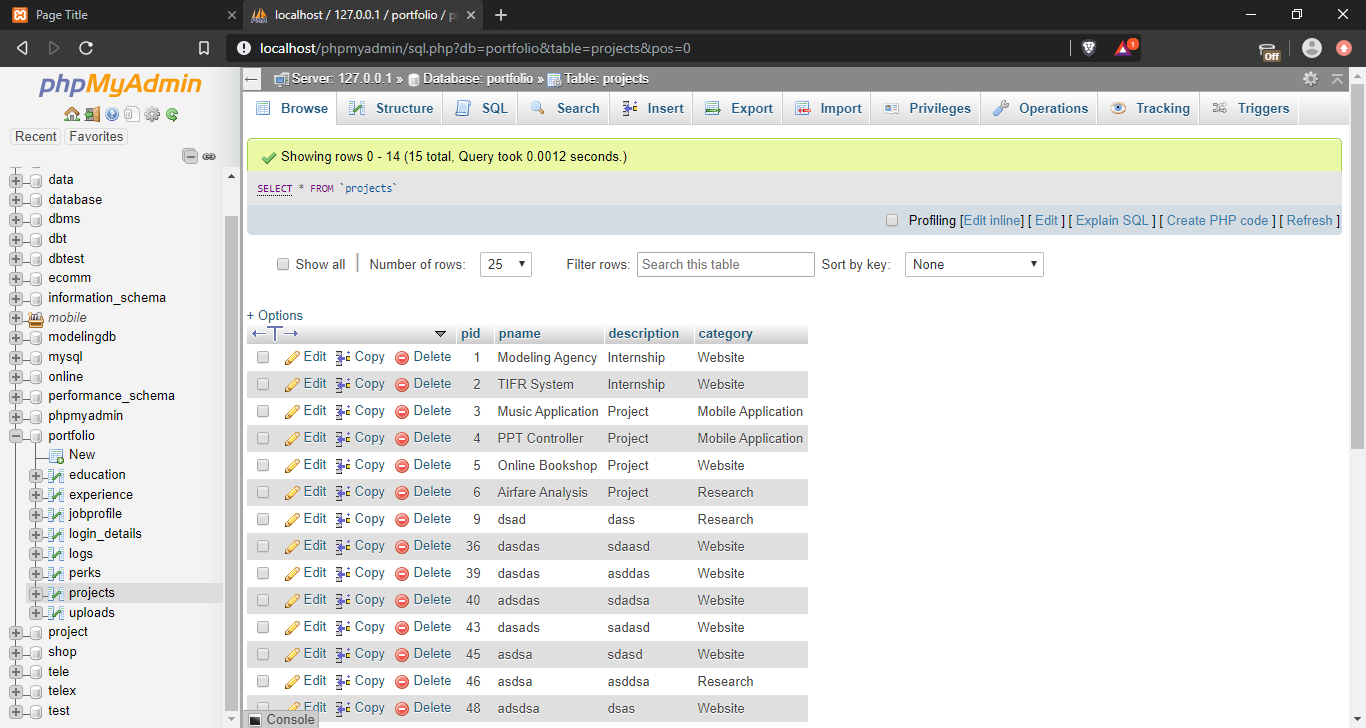 Page Title
localhost / 127.0.0.1 / portfolio / p
localhost/phpmyadmin/sql.php?db=portfolio&table=projects&pos=0
1
Off
phpMyAdmin
Recent Favorites
data
database
dbms
dbt
dbtest
ecomm
information_schema
mobile
modelingdb
mysql
online
performance_schema
phpmyadmin
portfolio
New
education
experience
jobprofile
login_details
logs
perks
projects
uploads
project
shop
tele
telex
test
Server: 127.0.0.1 » Database: portfolio » Table: projects
Browse Structure SQL Search Insert Export Import Privileges Operations Tracking Triggers
Showing rows 0 - 14 (15 total, Query took 0.0012 seconds.)
SELECT * FROM `projects`
Profiling [Edit inline] [ Edit ] [ Explain SQL ] [ Create PHP code ] [ Refresh ]
Show all Number of rows: 25 Filter rows: Search this table Sort by key: None
+ Options
←T→ pid pname description category
Edit Copy Delete 1 Modeling Agency Internship Website
Edit Copy Delete 2 TIFR System Internship Website
Edit Copy Delete 3 Music Application Project Mobile Application
Edit Copy Delete 4 PPT Controller Project Mobile Application
Edit Copy Delete 5 Online Bookshop Project Website
Edit Copy Delete 6 Airfare Analysis Project Research
Edit Copy Delete 9 dsad dass Research
Edit Copy Delete 36 dasdas sdaasd Website
Edit Copy Delete 39 dasdas asddas Website
Edit Copy Delete 40 adsdas sdadsa Website
Edit Copy Delete 43 dasads sadasd Website
Edit Copy Delete 45 asdsa sdasd Website
Edit Copy Delete 46 asdsa asddsa Research
Edit Copy Delete 48 adsdsa dsas Website
Console